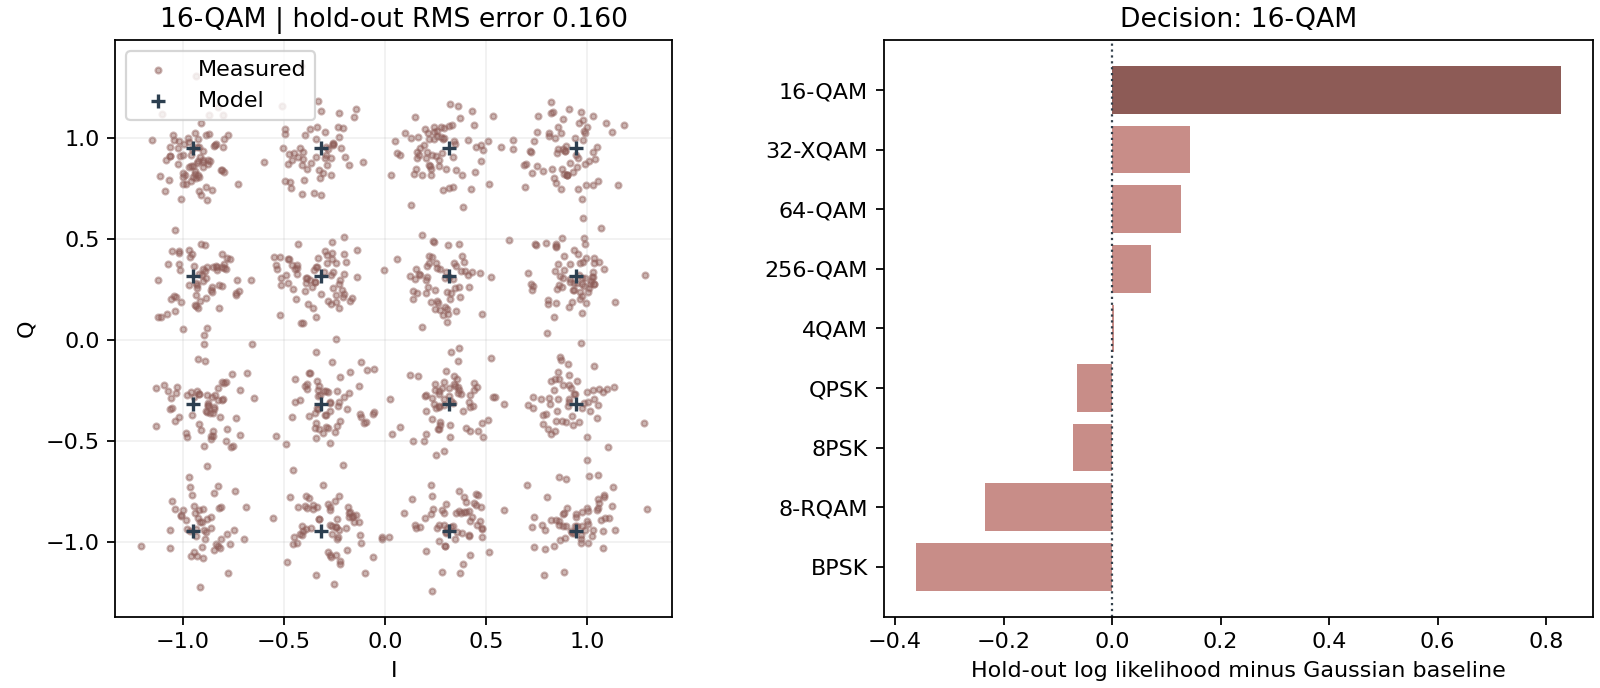 16-QAM | hold-out RMS error 0.160
Measured
Model
1.0
0.5
0.0
−0.5
−1.0
Q
−1.0
−0.5
0.0
0.5
1.0
I
Decision: 16-QAM
16-QAM
32-XQAM
64-QAM
256-QAM
4QAM
QPSK
8PSK
8-RQAM
BPSK
−0.4
−0.2
0.0
0.2
0.4
0.6
0.8
Hold-out log likelihood minus Gaussian baseline